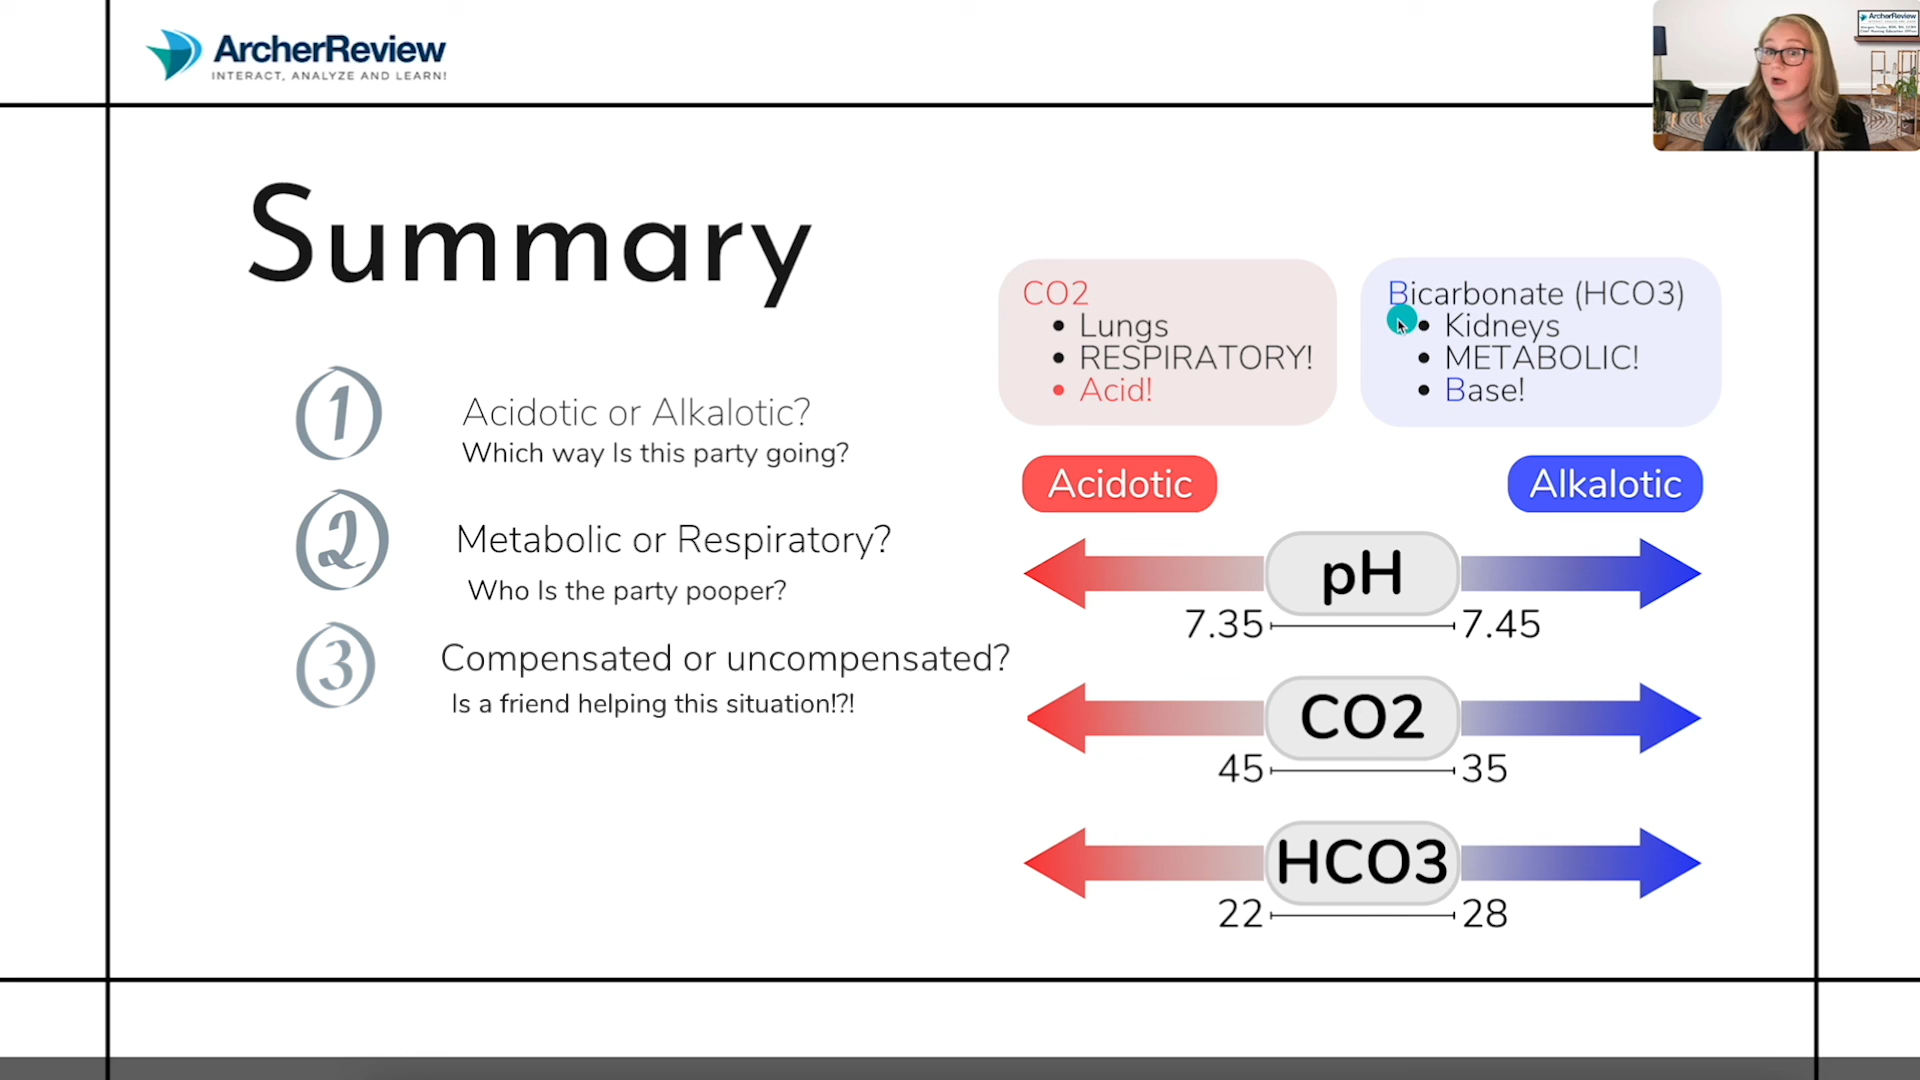 ArcherReview
INTERACT, ANALYZE AND LEARN!
ArcherReview
Summary
1
Acidotic or Alkalotic?
Which way Is this party going?
2
Metabolic or Respiratory?
Who Is the party pooper?
3
Compensated or uncompensated?
Is a friend helping this situation!?!
CO2
• Lungs
• RESPIRATORY!
• Acid!
Bicarbonate (HCO3)
• Kidneys
• METABOLIC!
• Base!
Acidotic
Alkalotic
pH
7.35 7.45
CO2
45 35
HCO3
22 28